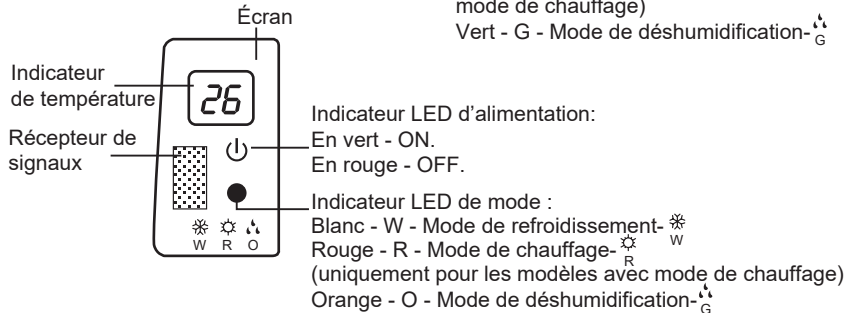 mode de chauffage)
Vert - G - Mode de déshumidification- G
Écran
Indicateur
de température
26
Récepteur de
signaux
Indicateur LED d'alimentation:
En vert - ON.
En rouge - OFF.
Indicateur LED de mode :
Blanc - W - Mode de refroidissement- W
Rouge - R - Mode de chauffage- R
(uniquement pour les modèles avec mode de chauffage)
Orange - O - Mode de déshumidification- G
W R O